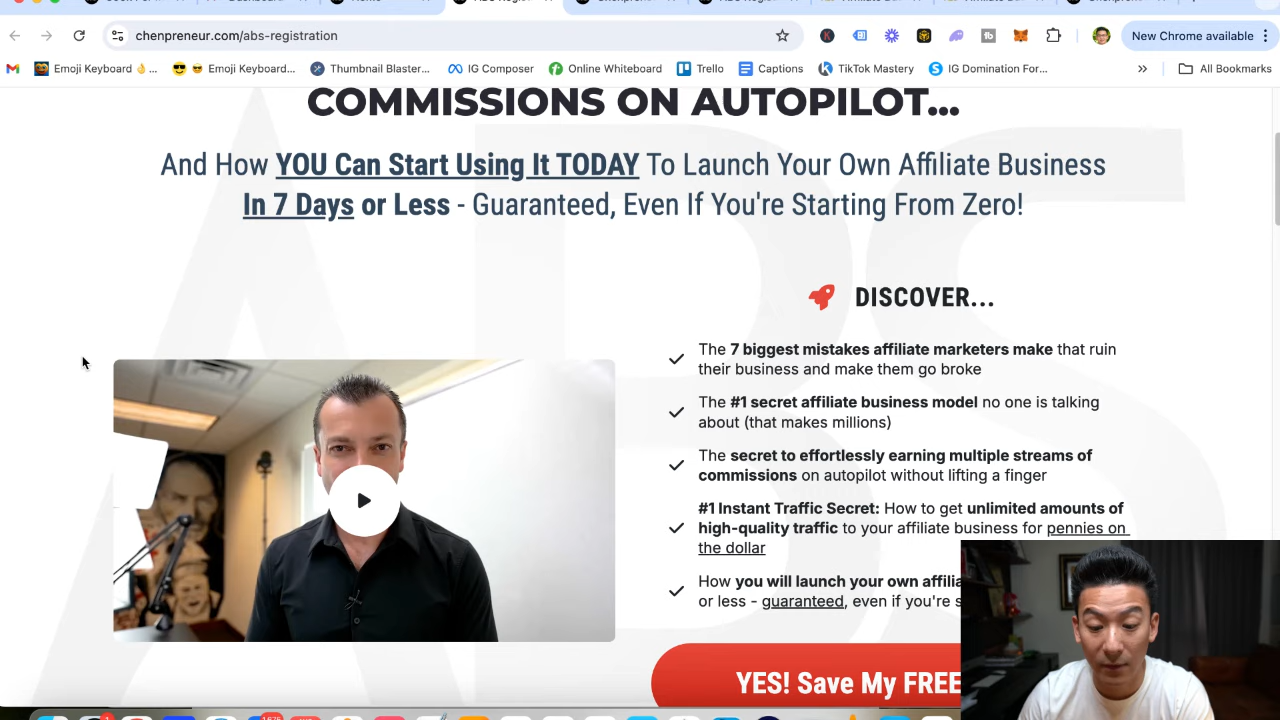 chenpreneur.com/abs-registration
New Chrome available
Emoji Keyboard 👌 ...
😎 Emoji Keyboard...
Thumbnail Blaster...
IG Composer
Online Whiteboard
Trello
Captions
TikTok Mastery
IG Domination For...
All Bookmarks
COMMISSIONS ON AUTOPILOT...
And How YOU Can Start Using It TODAY To Launch Your Own Affiliate Business
In 7 Days or Less - Guaranteed, Even If You're Starting From Zero!
DISCOVER...
The 7 biggest mistakes affiliate marketers make that ruin
their business and make them go broke
The #1 secret affiliate business model no one is talking
about (that makes millions)
The secret to effortlessly earning multiple streams of
commissions on autopilot without lifting a finger
#1 Instant Traffic Secret: How to get unlimited amounts of
high-quality traffic to your affiliate business for pennies on
the dollar
How you will launch your own affilia
or less - guaranteed, even if you're s
YES! Save My FREE